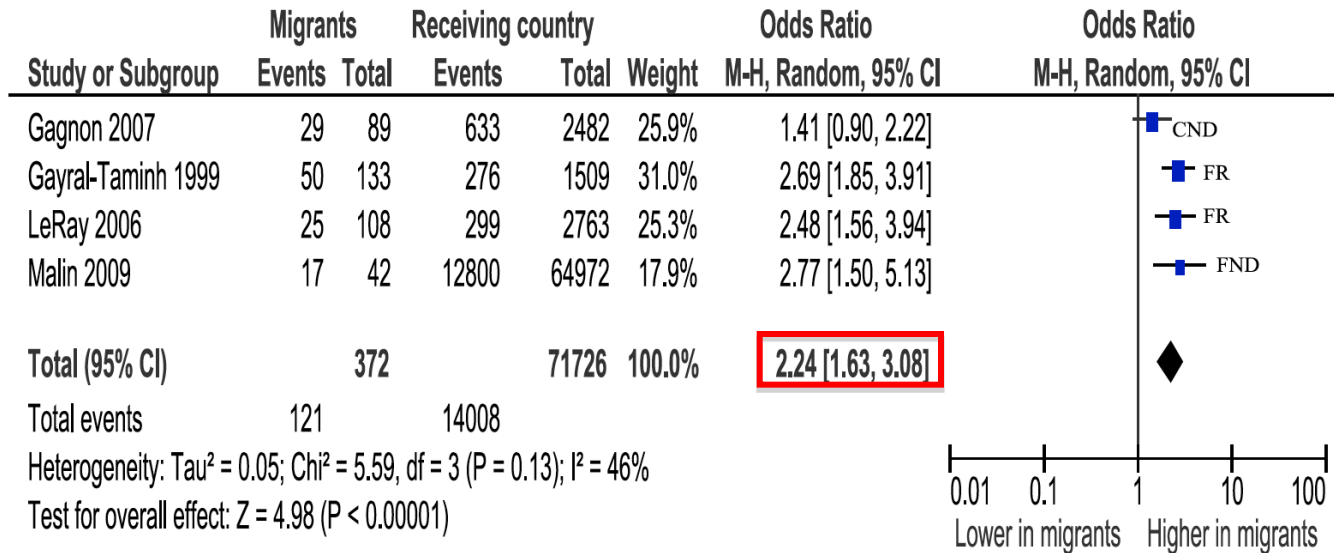 Migrants Receiving country Odds Ratio Odds Ratio
Study or Subgroup Events Total Events Total Weight M-H, Random, 95% CI M-H, Random, 95% CI
Gagnon 2007 29 89 633 2482 25.9% 1.41 [0.90, 2.22] CND
Gayral-Taminh 1999 50 133 276 1509 31.0% 2.69 [1.85, 3.91] FR
LeRay 2006 25 108 299 2763 25.3% 2.48 [1.56, 3.94] FR
Malin 2009 17 42 12800 64972 17.9% 2.77 [1.50, 5.13] FND
Total (95% CI) 372 71726 100.0% 2.24 [1.63, 3.08]
Total events 121 14008
Heterogeneity: Tau² = 0.05; Chi² = 5.59, df = 3 (P = 0.13); I² = 46%
Test for overall effect: Z = 4.98 (P < 0.00001)
0.01 0.1 1 10 100
Lower in migrants Higher in migrants